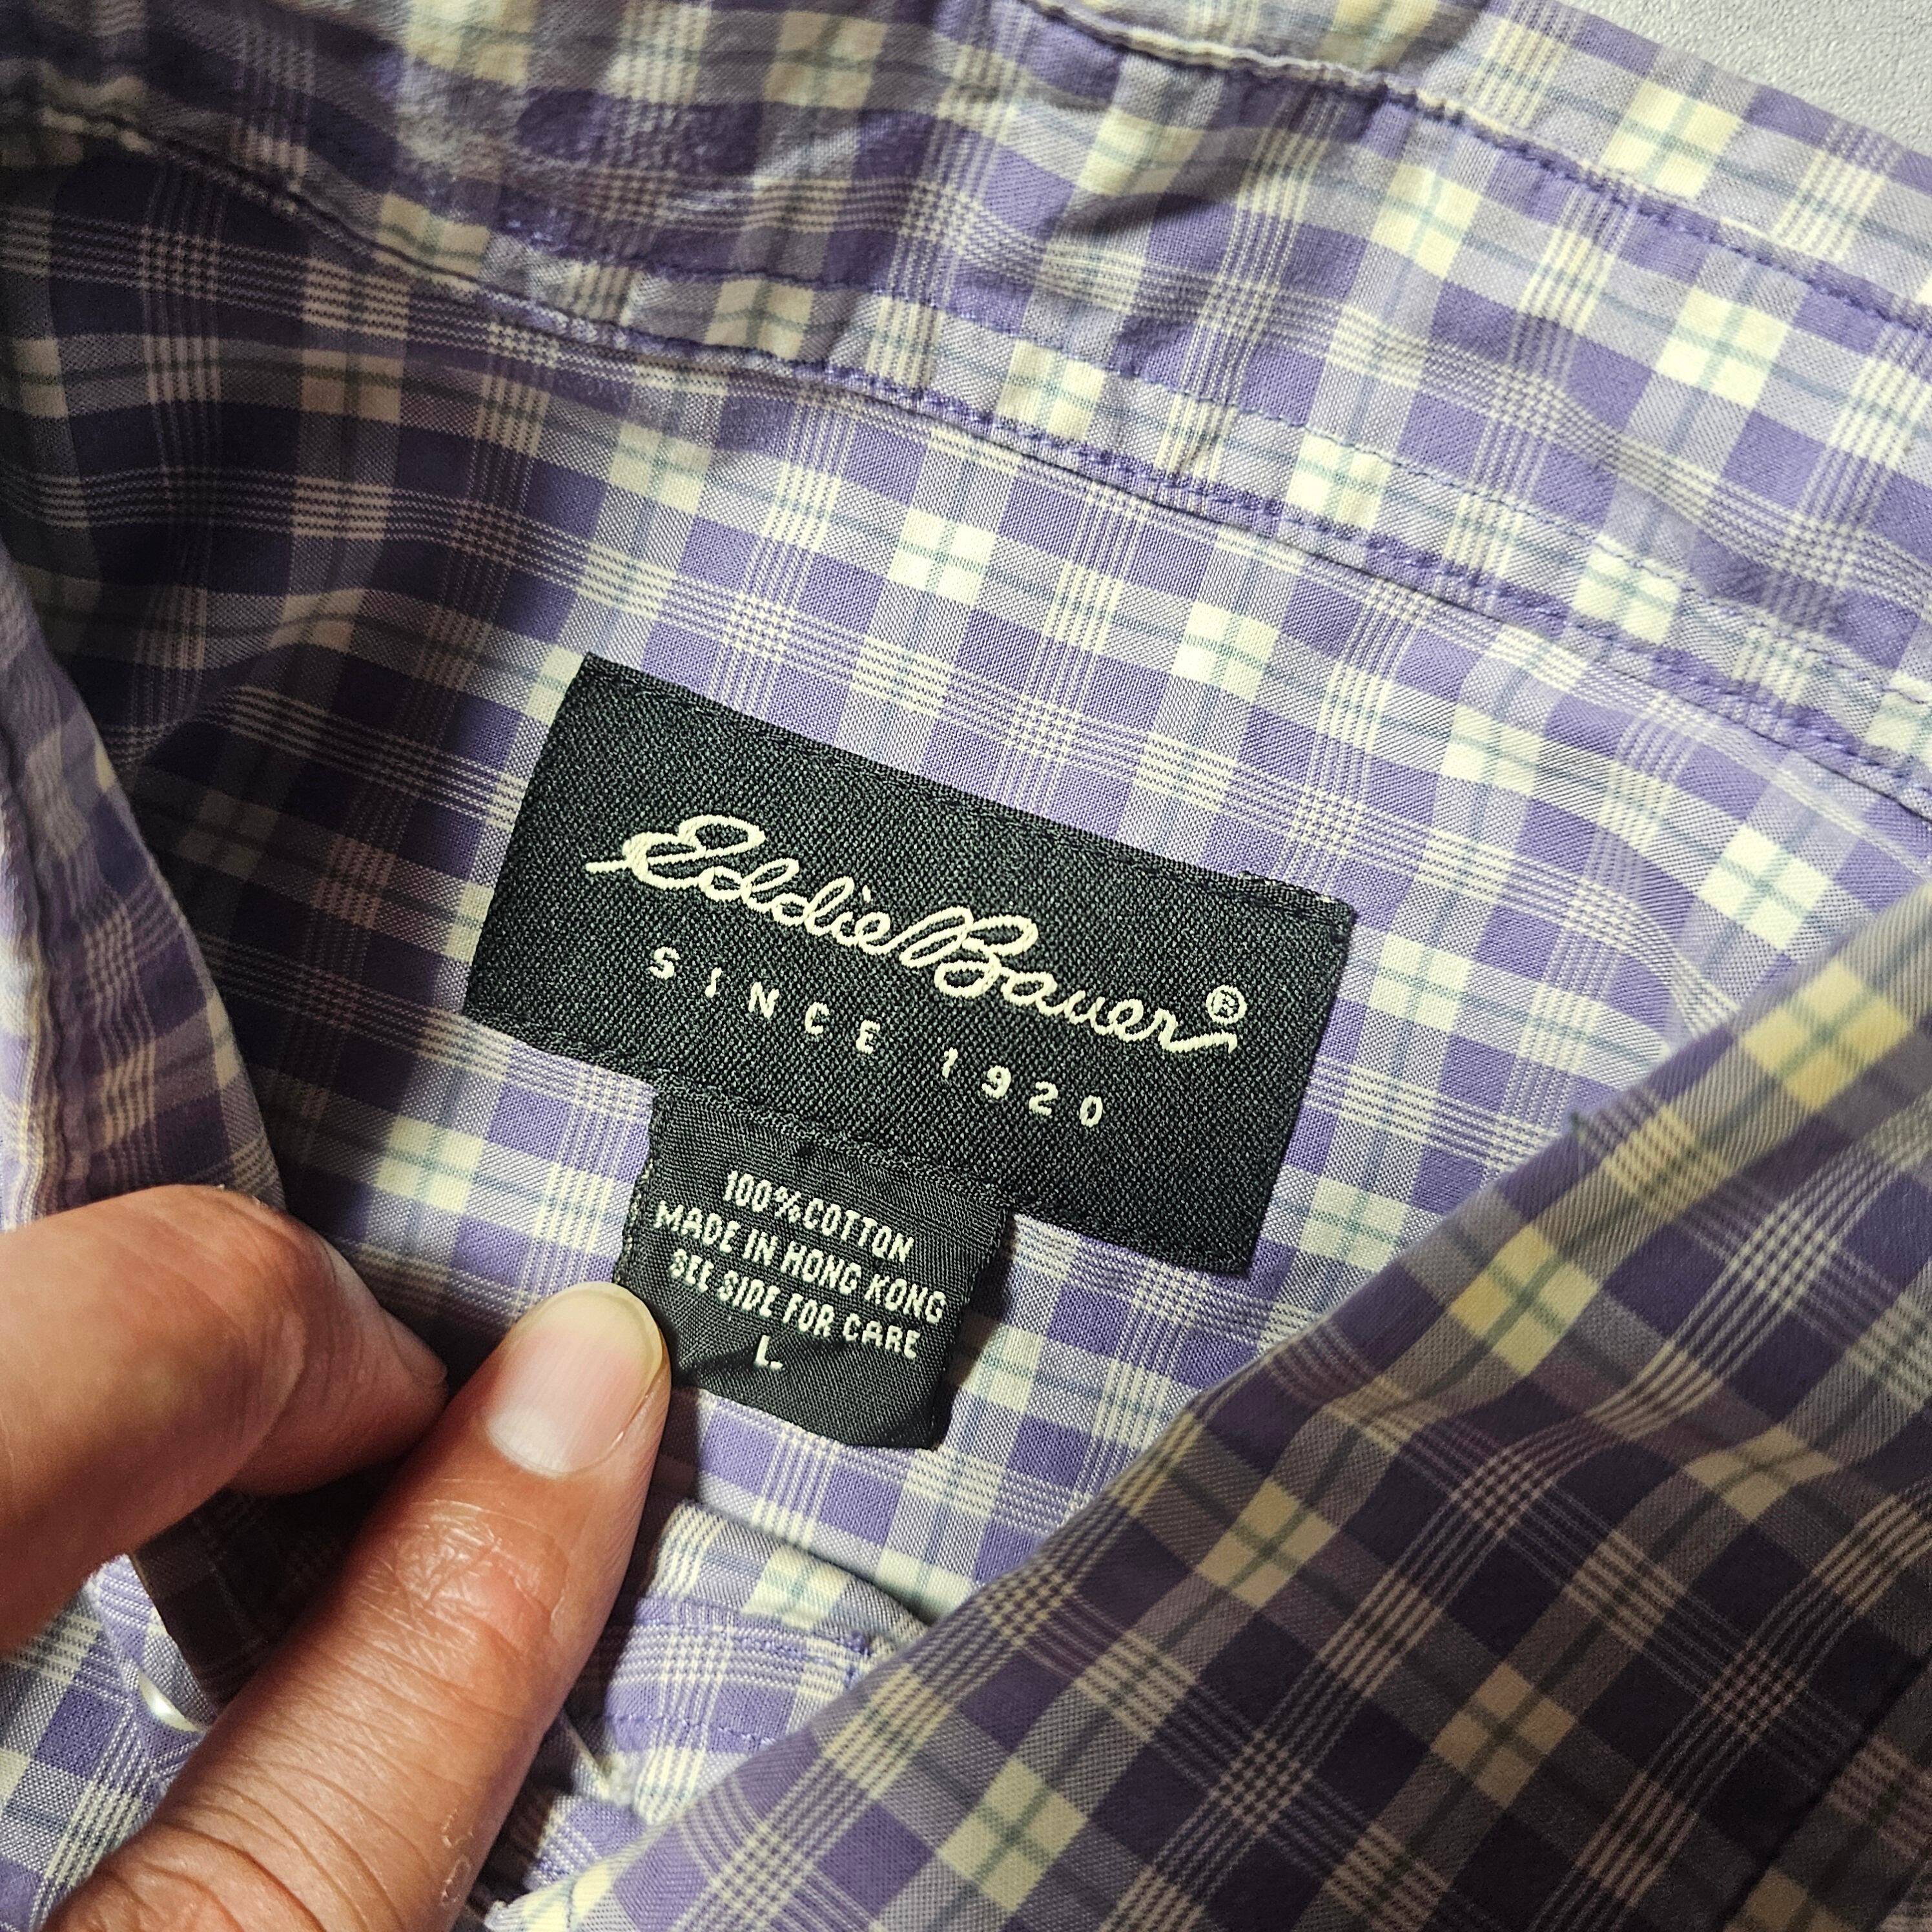 Eddie Bauer®
SINCE 1920
100%COTTON
MADE IN HONG KONG
SEE SIDE FOR CARE
L